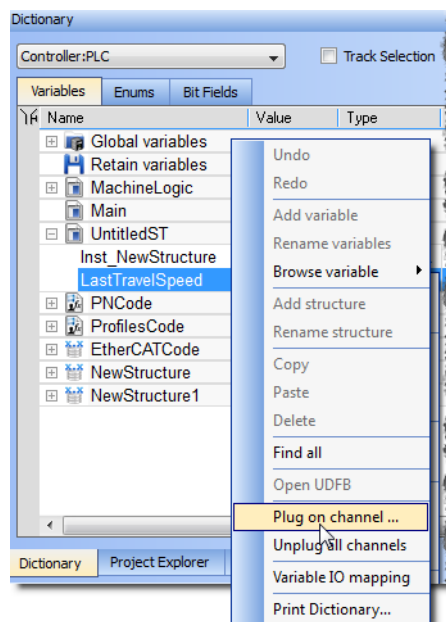 Dictionary
Controller:PLC
Track Selection
Variables Enums Bit Fields
Name Value Type
Global variables
Retain variables
MachineLogic
Main
UntitledST
Inst_NewStructure
LastTravelSpeed
PNCode
ProfilesCode
EtherCATCode
NewStructure
NewStructure1
Undo
Redo
Add variable
Rename variables
Browse variable
Add structure
Rename structure
Copy
Paste
Delete
Find all
Open UDFB
Plug on channel ...
Unplug all channels
Variable IO mapping
Print Dictionary...
Dictionary Project Explorer